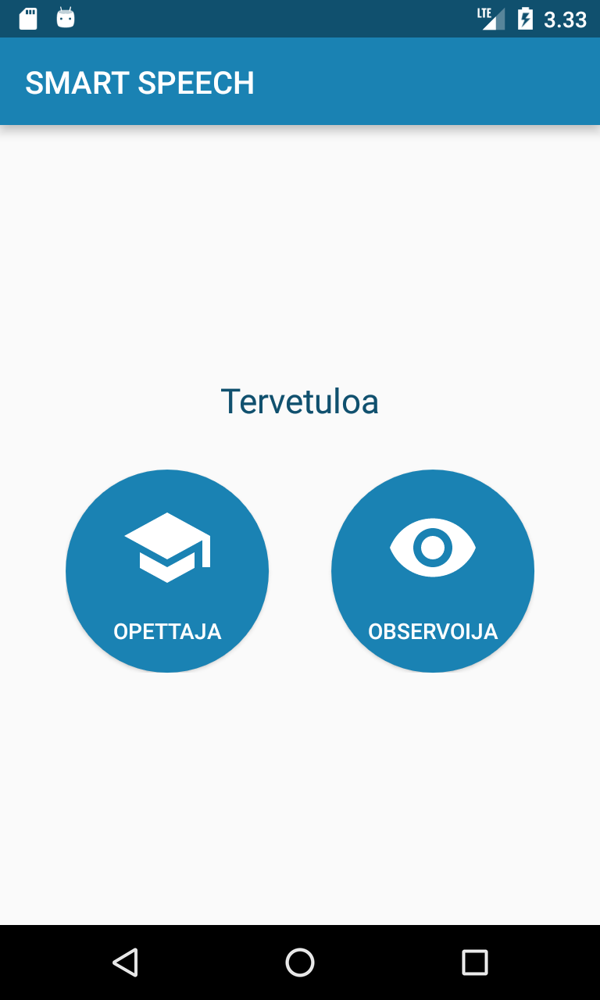 LTE 3.33
SMART SPEECH
Tervetuloa
OPETTAJA OBSERVOIJA